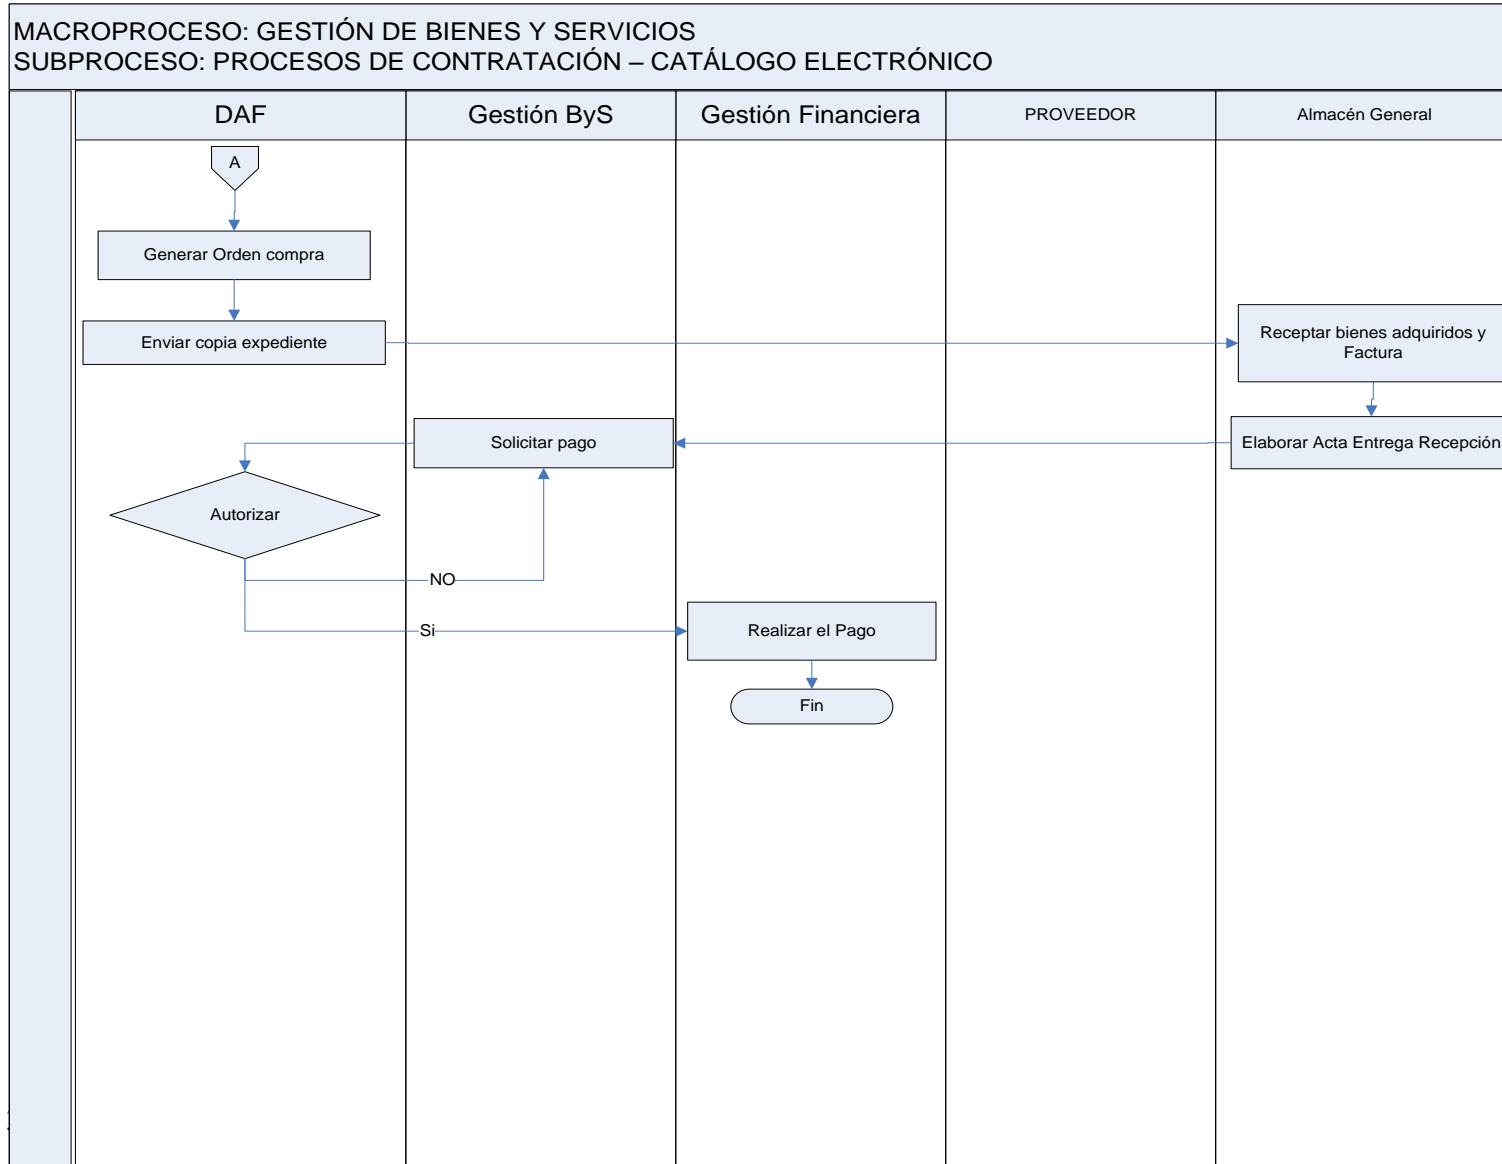 MACROPROCESO: GESTIÓN DE BIENES Y SERVICIOS
SUBPROCESO: PROCESOS DE CONTRATACIÓN – CATÁLOGO ELECTRÓNICO
DAF
Gestión ByS
Gestión Financiera
PROVEEDOR
Almacén General
A
Generar Orden compra
Enviar copia expediente
Receptar bienes adquiridos y
Factura
Solicitar pago
Elaborar Acta Entrega Recepción
Autorizar
NO
Si
Realizar el Pago
Fin